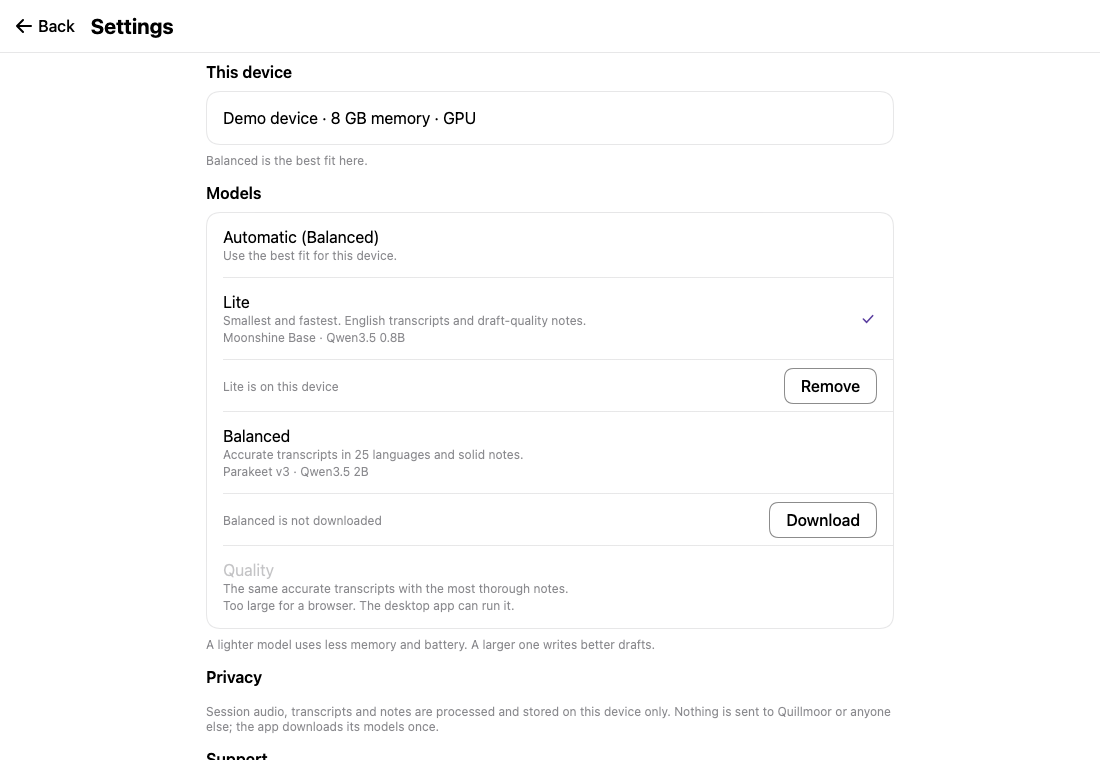 Back Settings
This device
Demo device · 8 GB memory · GPU
Balanced is the best fit here.
Models
Automatic (Balanced)
Use the best fit for this device.
Lite
Smallest and fastest. English transcripts and draft-quality notes.
Moonshine Base · Qwen3.5 0.8B
Lite is on this device Remove
Balanced
Accurate transcripts in 25 languages and solid notes.
Parakeet v3 · Qwen3.5 2B
Balanced is not downloaded Download
Quality
The same accurate transcripts with the most thorough notes.
Too large for a browser. The desktop app can run it.
A lighter model uses less memory and battery. A larger one writes better drafts.
Privacy
Session audio, transcripts and notes are processed and stored on this device only. Nothing is sent to Quillmoor or anyone
else; the app downloads its models once.
Support